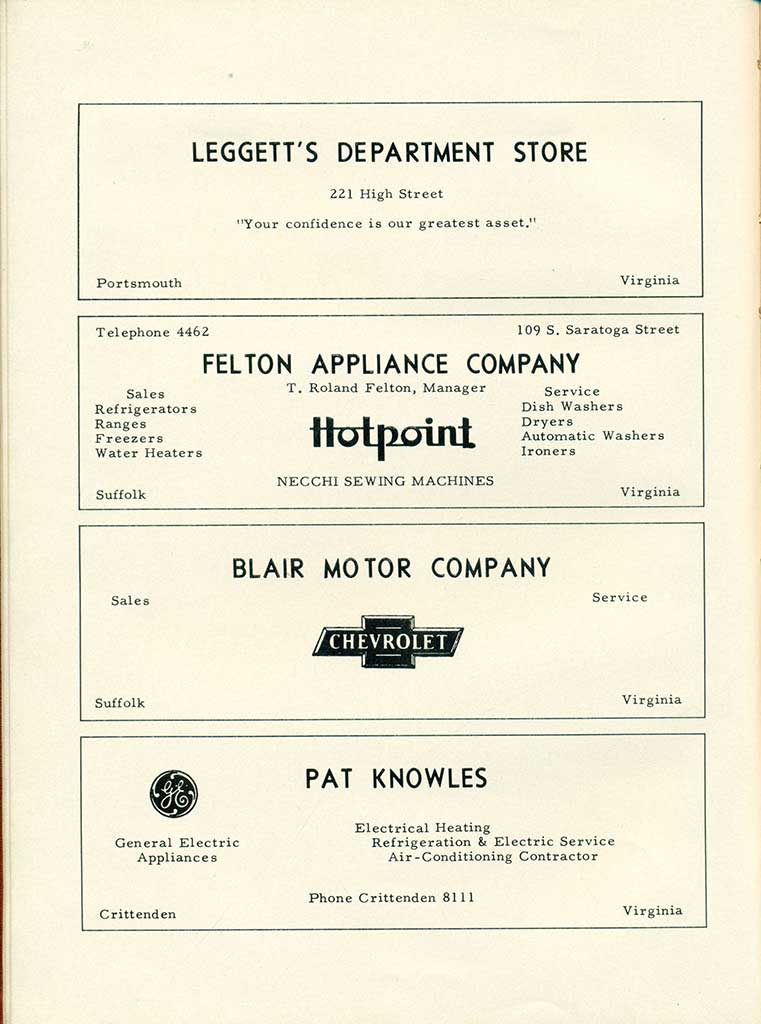 LEGGETT'S DEPARTMENT STORE
221 High Street
"Your confidence is our greatest asset."
Portsmouth Virginia
Telephone 4462 109 S. Saratoga Street
FELTON APPLIANCE COMPANY
T. Roland Felton, Manager
Sales
Refrigerators
Ranges
Freezers
Water Heaters
Hotpoint
Service
Dish Washers
Dryers
Automatic Washers
Ironers
NECCHI SEWING MACHINES
Suffolk Virginia
BLAIR MOTOR COMPANY
Sales Service
CHEVROLET
Suffolk Virginia
PAT KNOWLES
GE
General Electric
Appliances
Electrical Heating
Refrigeration & Electric Service
Air-Conditioning Contractor
Phone Crittenden 8111
Crittenden Virginia